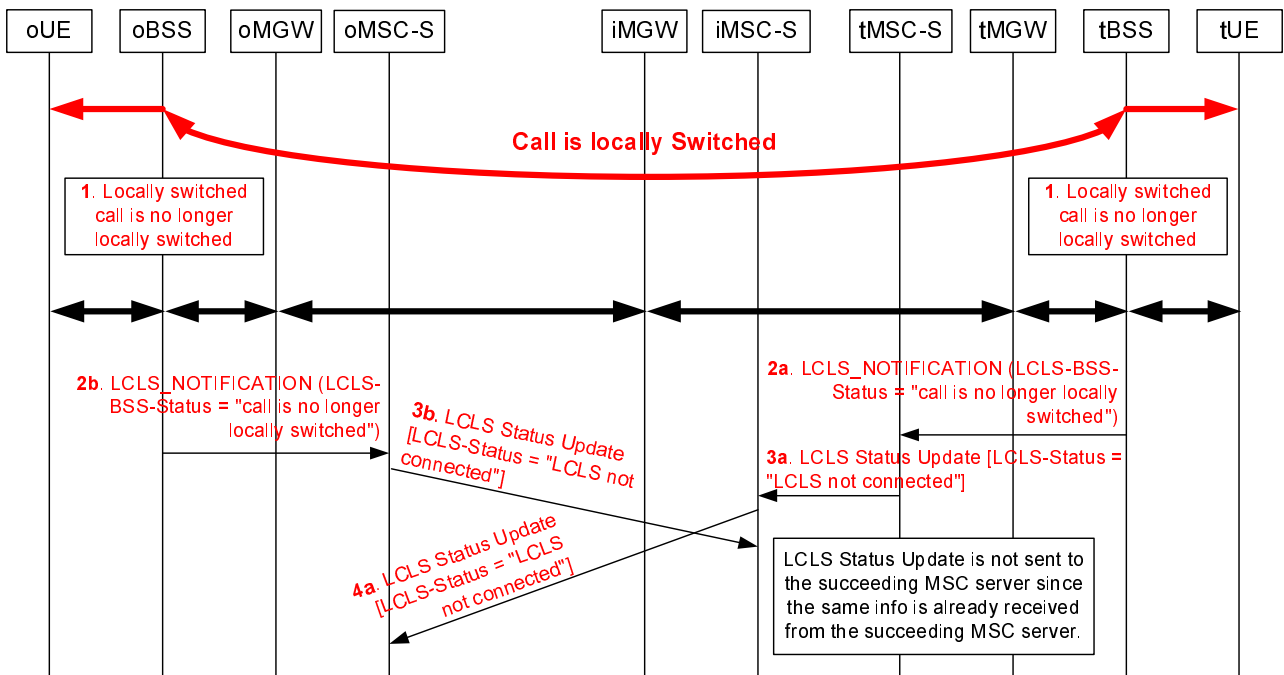 oUE oBSS oMGW oMSC-S iMGW iMSC-S tMSC-S tMGW tBSS tUE
Call is locally Switched
1. Locally switched
call is no longer
locally switched
1. Locally switched
call is no longer
locally switched
2b. LCLS_NOTIFICATION (LCLS-
BSS-Status = "call is no longer
locally switched")
2a. LCLS_NOTIFICATION (LCLS-BSS-
Status = "call is no longer locally
switched")
3b. LCLS Status Update
[LCLS-Status = "LCLS not
connected"]
3a. LCLS Status Update [LCLS-Status =
"LCLS not connected"]
4a. LCLS Status Update
[LCLS-Status = "LCLS
not connected"]
LCLS Status Update is not sent to
the succeeding MSC server since
the same info is already received
from the succeeding MSC server.